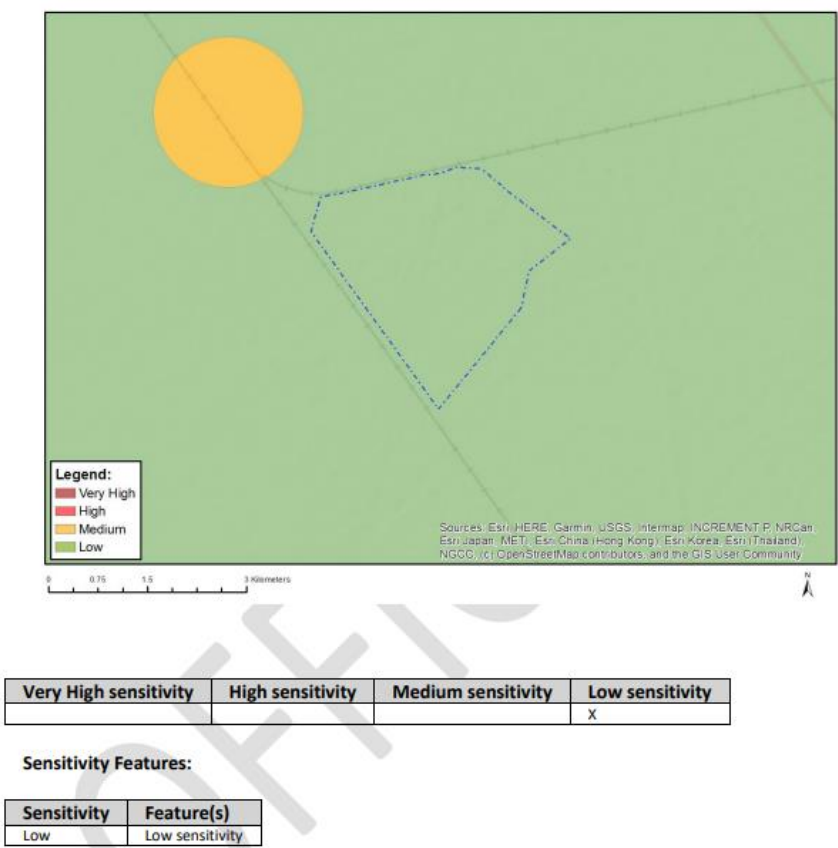 Legend:
Very High
High
Medium
Low
Sources: Esri, HERE, Garmin, USGS, Intermap, INCREMENT P, NRCan,
Esri Japan, METI, Esri China (Hong Kong), Esri Korea, Esri (Thailand),
NGCC, (c) OpenStreetMap contributors, and the GIS User Community
0 0.75 1.5 3 Kilometers
N
Very High sensitivity High sensitivity Medium sensitivity Low sensitivity
X
Sensitivity Features:
Sensitivity Feature(s)
Low Low sensitivity